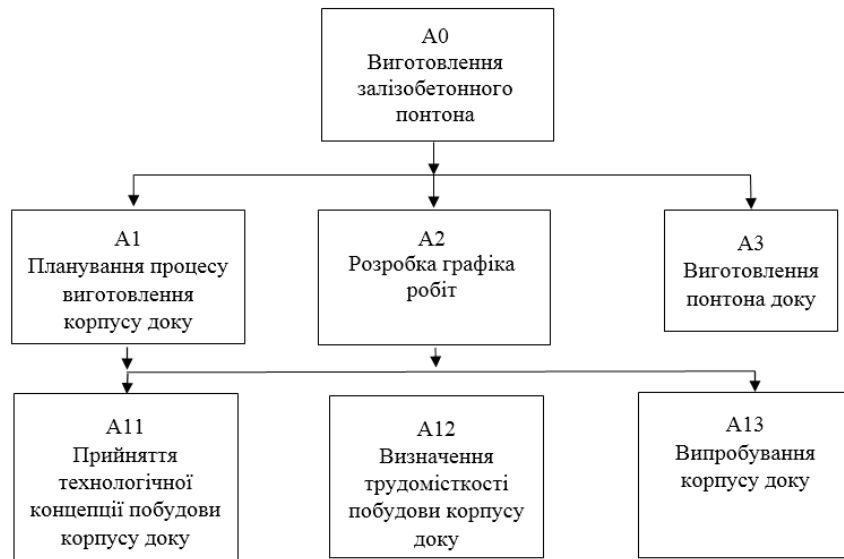 А0
Виготовлення
залізобетонного
понтона
А1
Планування процесу
виготовлення
корпусу доку
А2
Розробка графіка
робіт
А3
Виготовлення
понтона доку
А11
Прийняття
технологічної
концепції побудови
корпусу доку
А12
Визначення
трудомісткості
побудови корпусу
доку
А13
Випробування
корпусу доку